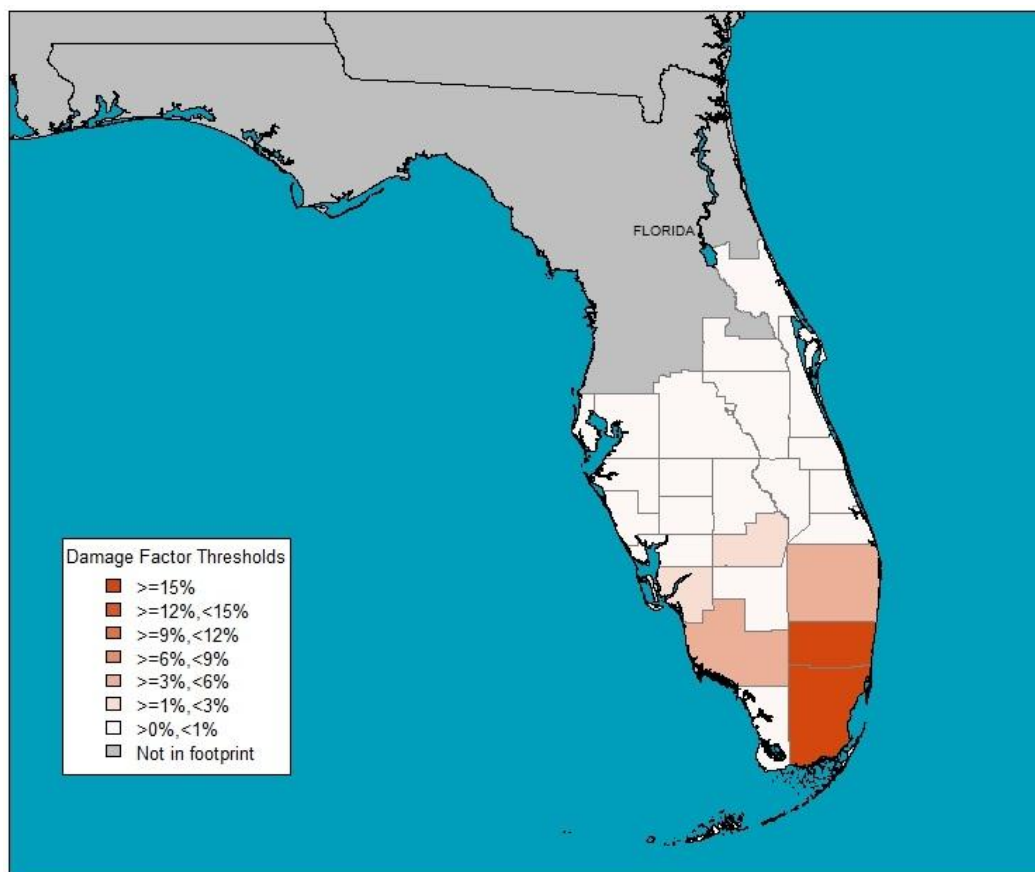 FLORIDA
Damage Factor Thresholds
>=15%
>=12%,<15%
>=9%,<12%
>=6%,<9%
>=3%,<6%
>=1%,<3%
>0%,<1%
Not in footprint